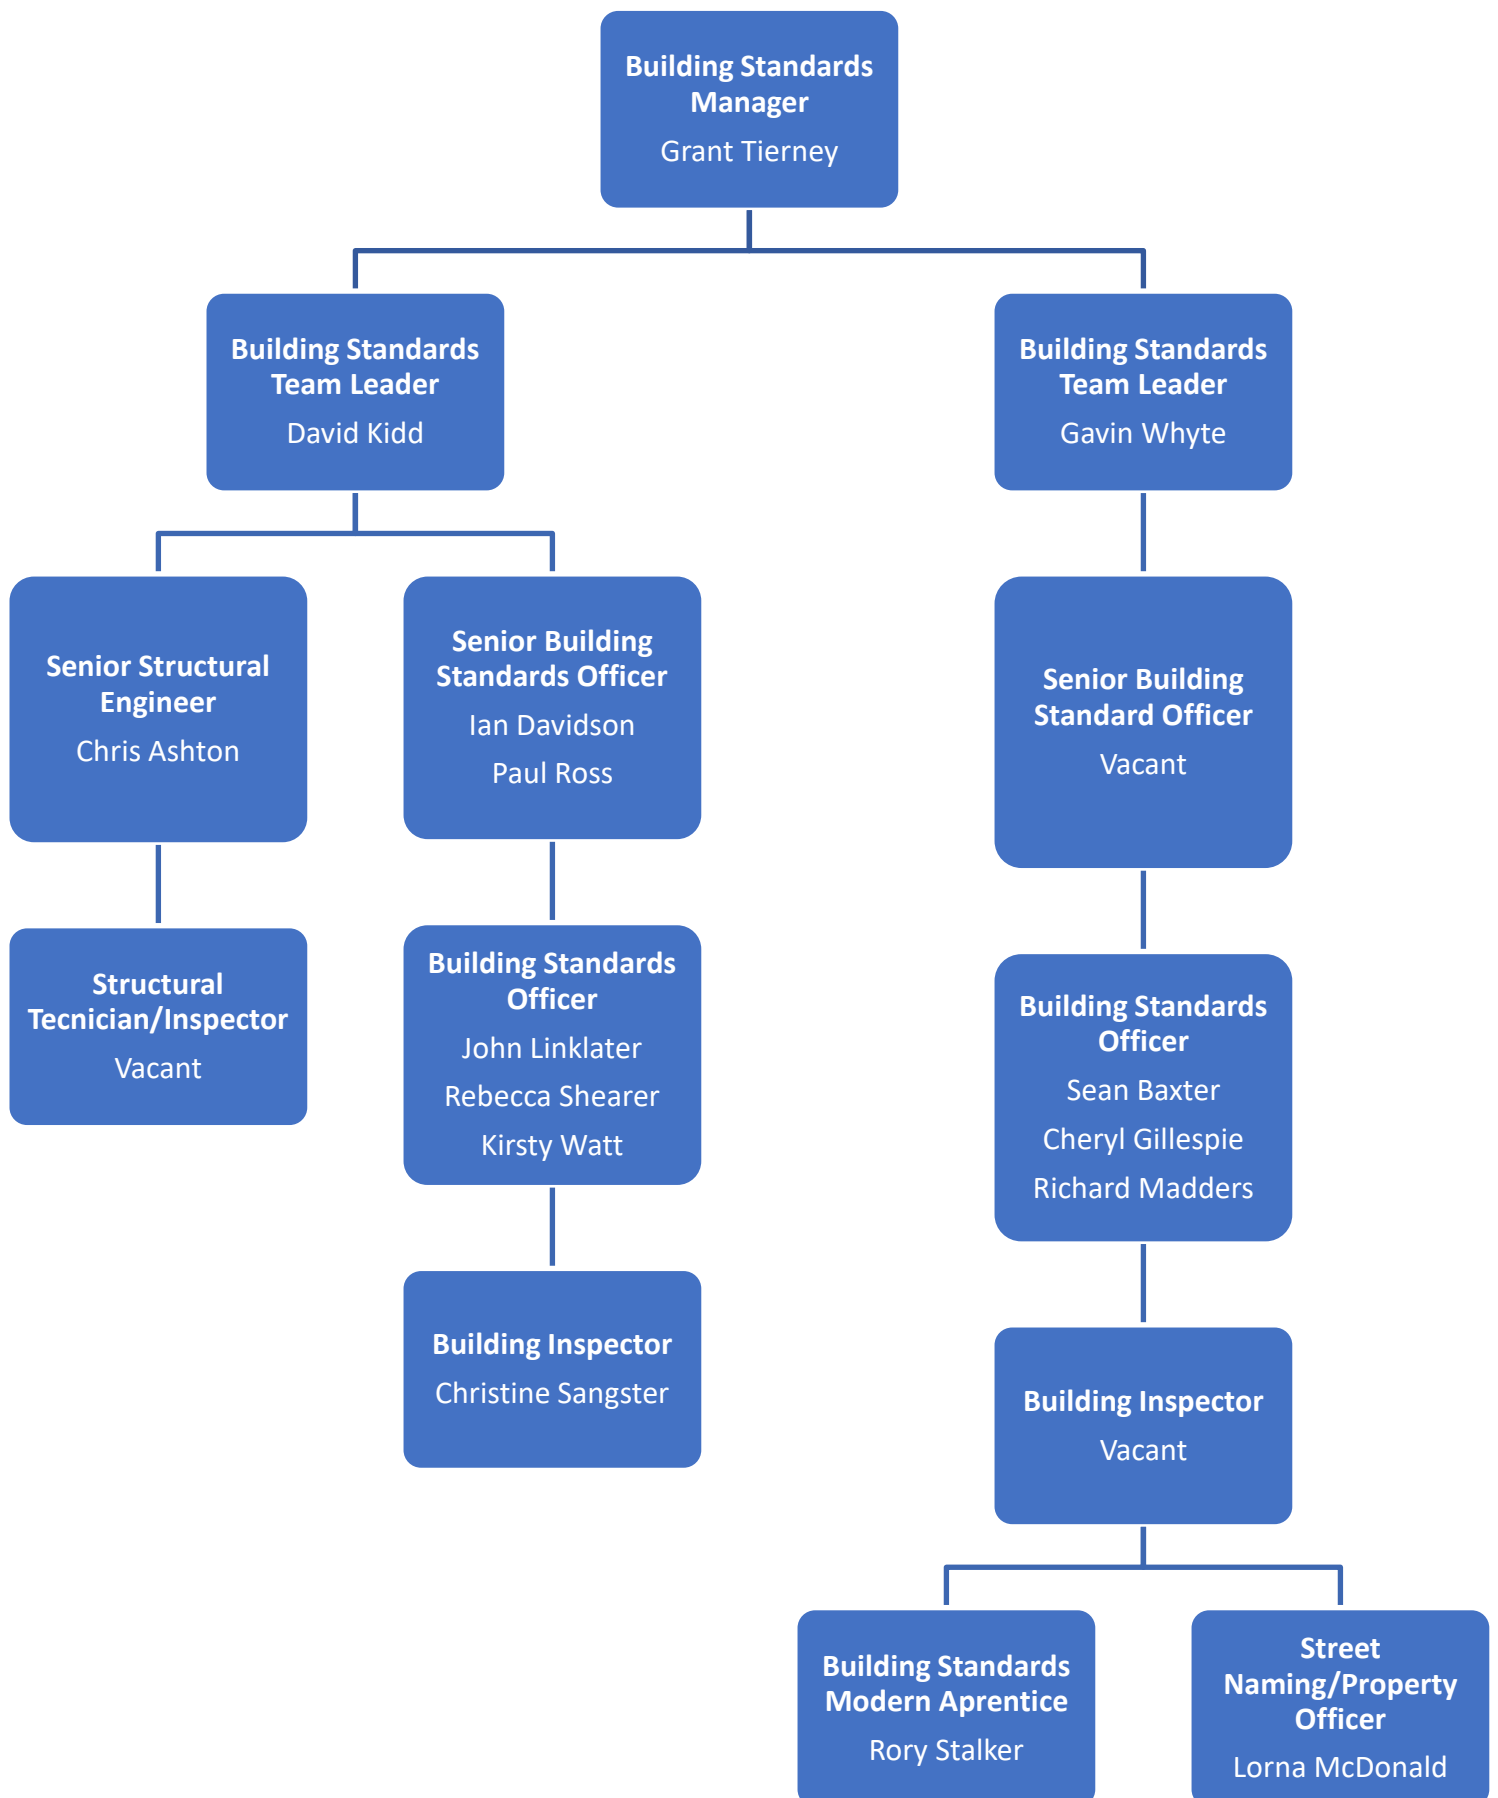 Building Standards
Manager
Grant Tierney
Building Standards
Team Leader
David Kidd
Building Standards
Team Leader
Gavin Whyte
Senior Structural
Engineer
Chris Ashton
Senior Building
Standards Officer
Ian Davidson
Paul Ross
Senior Building
Standard Officer
Vacant
Structural
Tecnician/Inspector
Vacant
Building Standards
Officer
John Linklater
Rebecca Shearer
Kirsty Watt
Building Standards
Officer
Sean Baxter
Cheryl Gillespie
Richard Madders
Building Inspector
Christine Sangster
Building Inspector
Vacant
Building Standards
Modern Aprentice
Rory Stalker
Street
Naming/Property
Officer
Lorna McDonald